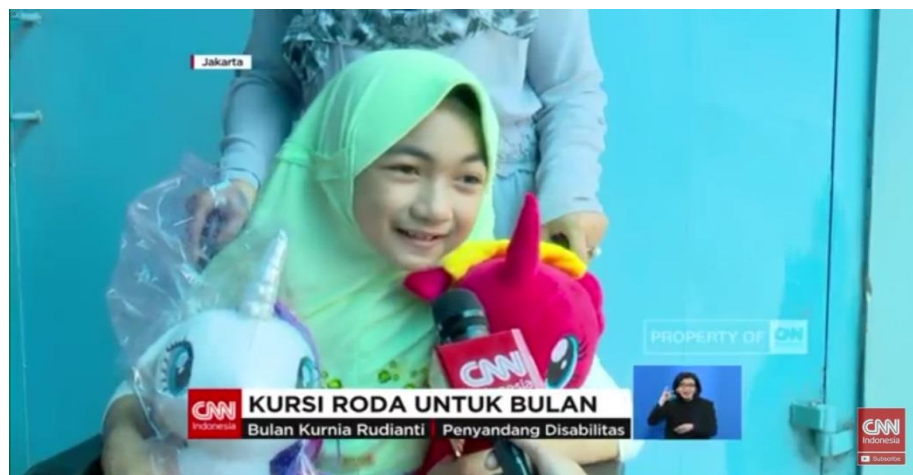 Jakarta
CNN
Indonesia
PROPERTY OF CNN
CNN
Indonesia
KURSI RODA UNTUK BULAN
Bulan Kurnia Rudianti | Penyandang Disabilitas
CNN
Indonesia
Subscribe